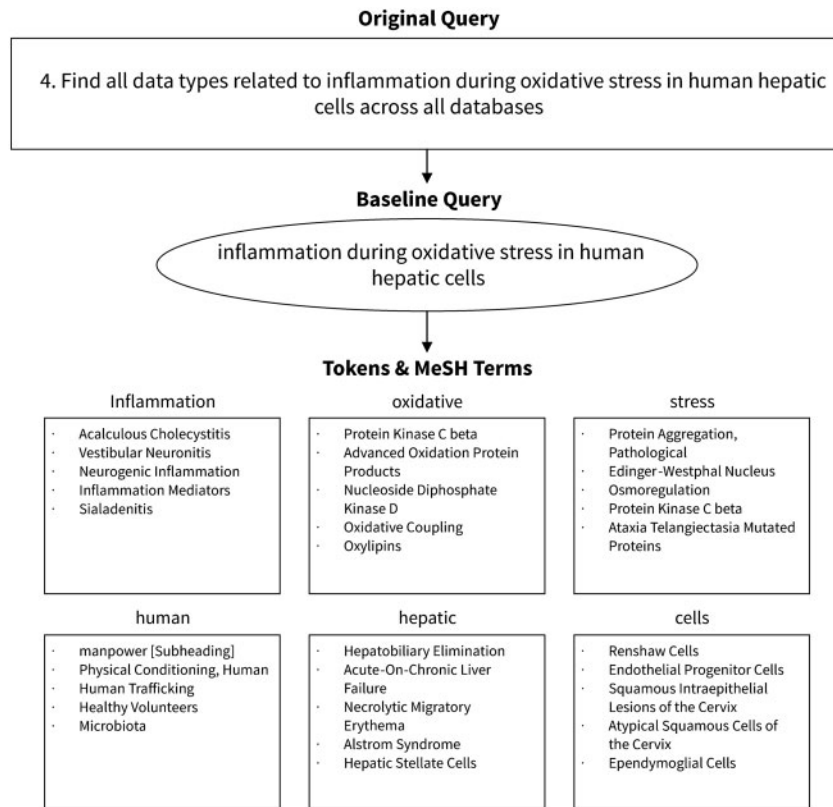 Original Query
4. Find all data types related to inflammation during oxidative stress in human hepatic
cells across all databases
Baseline Query
inflammation during oxidative stress in human
hepatic cells
Tokens & MeSH Terms
Inflammation
· Acalculous Cholecystitis
· Vestibular Neuronitis
· Neurogenic Inflammation
· Inflammation Mediators
· Sialadenitis
oxidative
· Protein Kinase C beta
· Advanced Oxidation Protein
Products
· Nucleoside Diphosphate
Kinase D
· Oxidative Coupling
· Oxylipins
stress
· Protein Aggregation,
Pathological
· Edinger-Westphal Nucleus
· Osmoregulation
· Protein Kinase C beta
· Ataxia Telangiectasia Mutated
Proteins
human
· manpower [Subheading]
· Physical Conditioning, Human
· Human Trafficking
· Healthy Volunteers
· Microbiota
hepatic
· Hepatobiliary Elimination
· Acute-On-Chronic Liver
Failure
· Necrolytic Migratory
Erythema
· Alstrom Syndrome
· Hepatic Stellate Cells
cells
· Renshaw Cells
· Endothelial Progenitor Cells
· Squamous Intraepithelial
Lesions of the Cervix
· Atypical Squamous Cells of
the Cervix
· Ependymoglial Cells